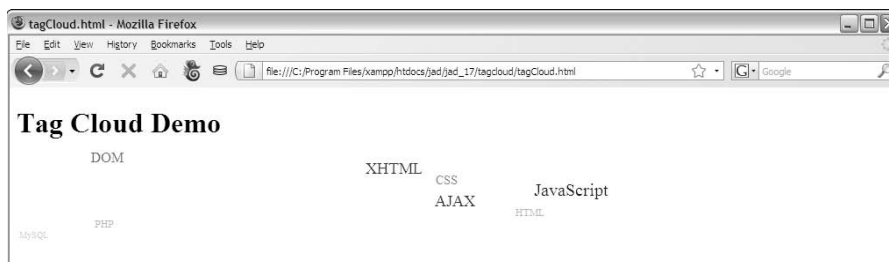 tagCloud.html - Mozilla Firefox
File Edit View History Bookmarks Tools Help
file:///C:/Program Files/xampp/htdocs/jad/jad_17/tagcloud/tagCloud.html G Google
Tag Cloud Demo
DOM
XHTML
CSS
JavaScript
AJAX
HTML
PHP
MySQL